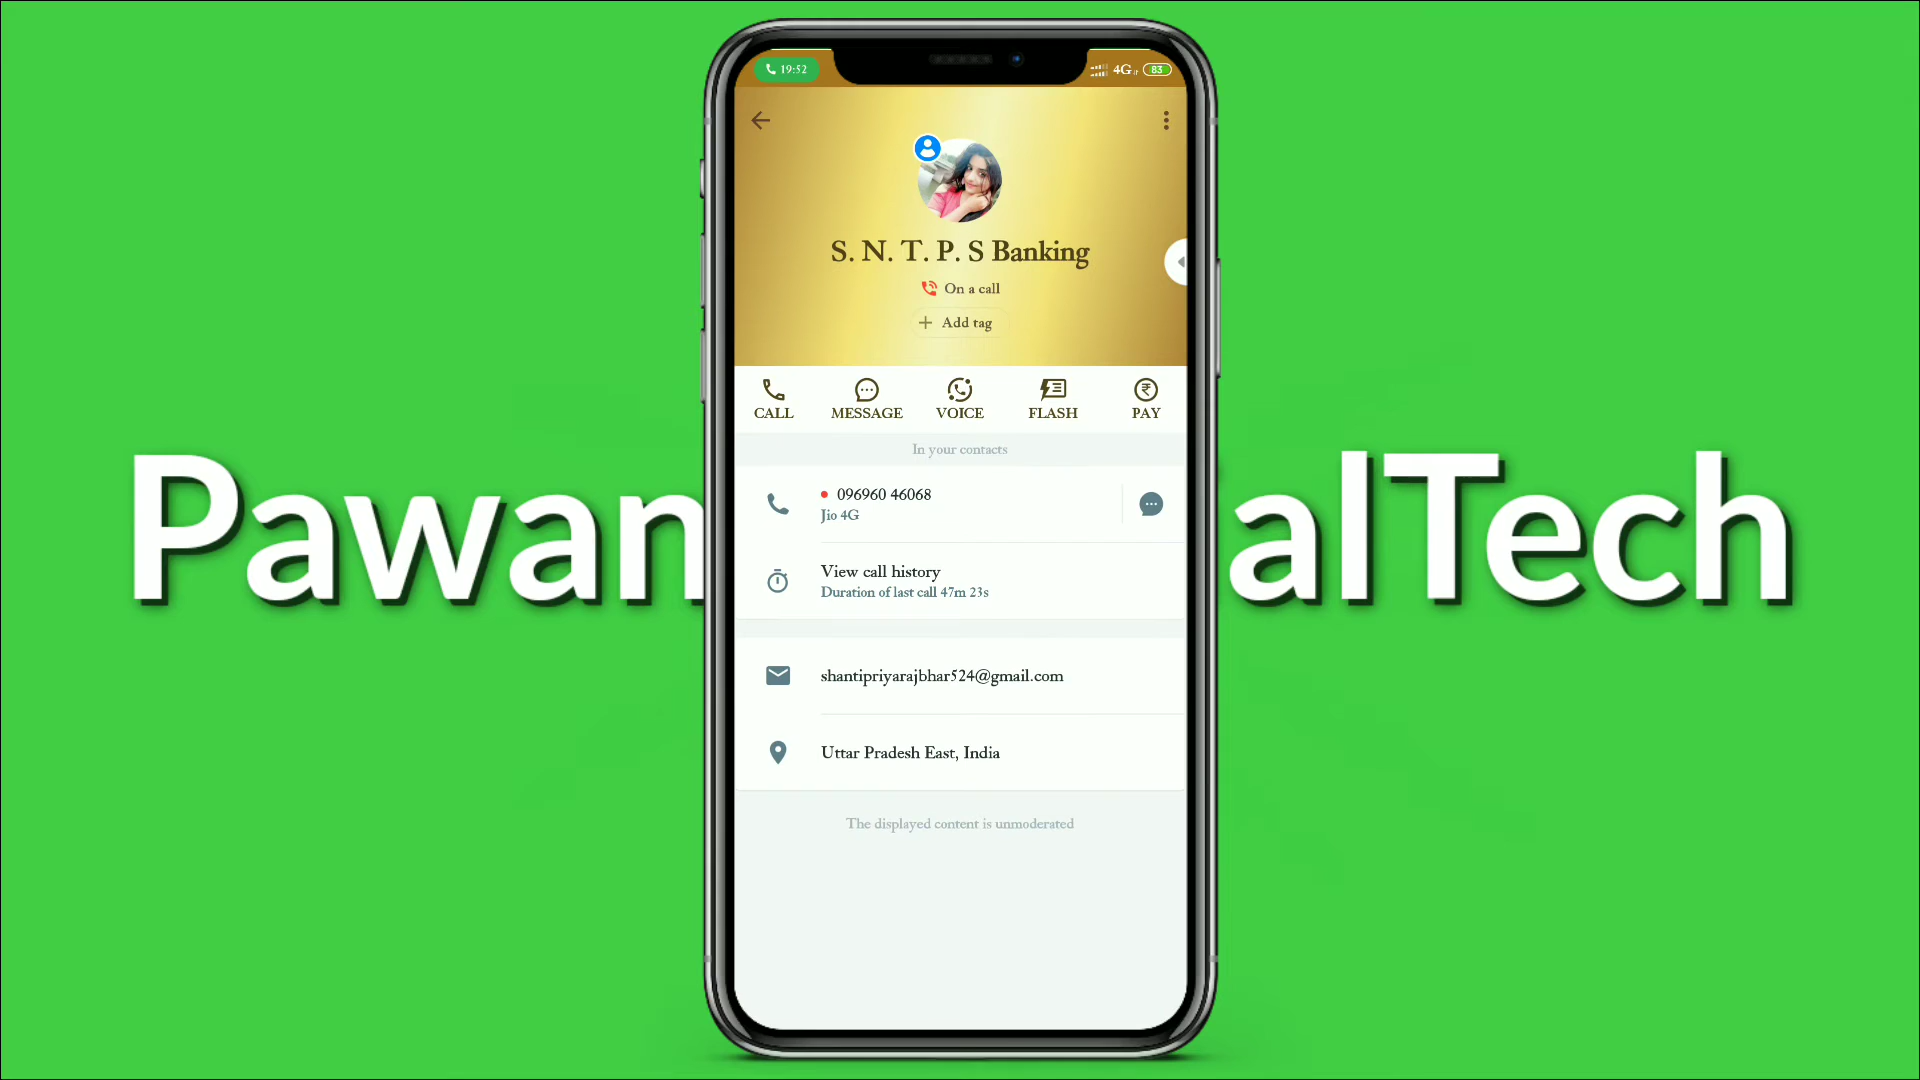 19:52
4G
83
S. N. T. P. S Banking
On a call
Add tag
CALL
MESSAGE
VOICE
FLASH
PAY
In your contacts
096960 46068
Jio 4G
View call history
Duration of last call 47m 23s
shantipriyarajbhar524@gmail.com
Uttar Pradesh East, India
The displayed content is unmoderated
Pawan
alTech